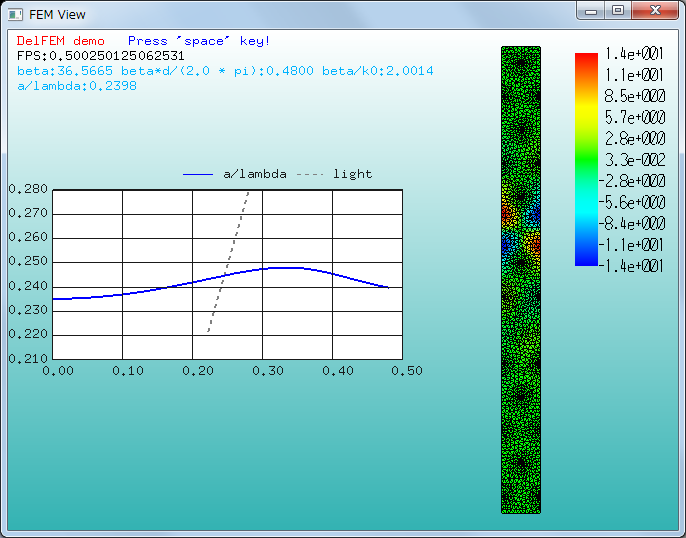 FEM View
DelFEM demo Press "space" key!
FPS:0.500250125062531
beta:36.5665 beta*d/(2.0 * pi):0.4800 beta/k0:2.0014
a/lambda:0.2398
a/lambda light
0.280
0.270
0.260
0.250
0.240
0.230
0.220
0.210
0.00 0.10 0.20 0.30 0.40 0.50
1.4e+001
1.1e+001
8.5e+000
5.7e+000
2.8e+000
3.3e-002
-2.8e+000
-5.6e+000
-8.4e+000
-1.1e+001
-1.4e+001